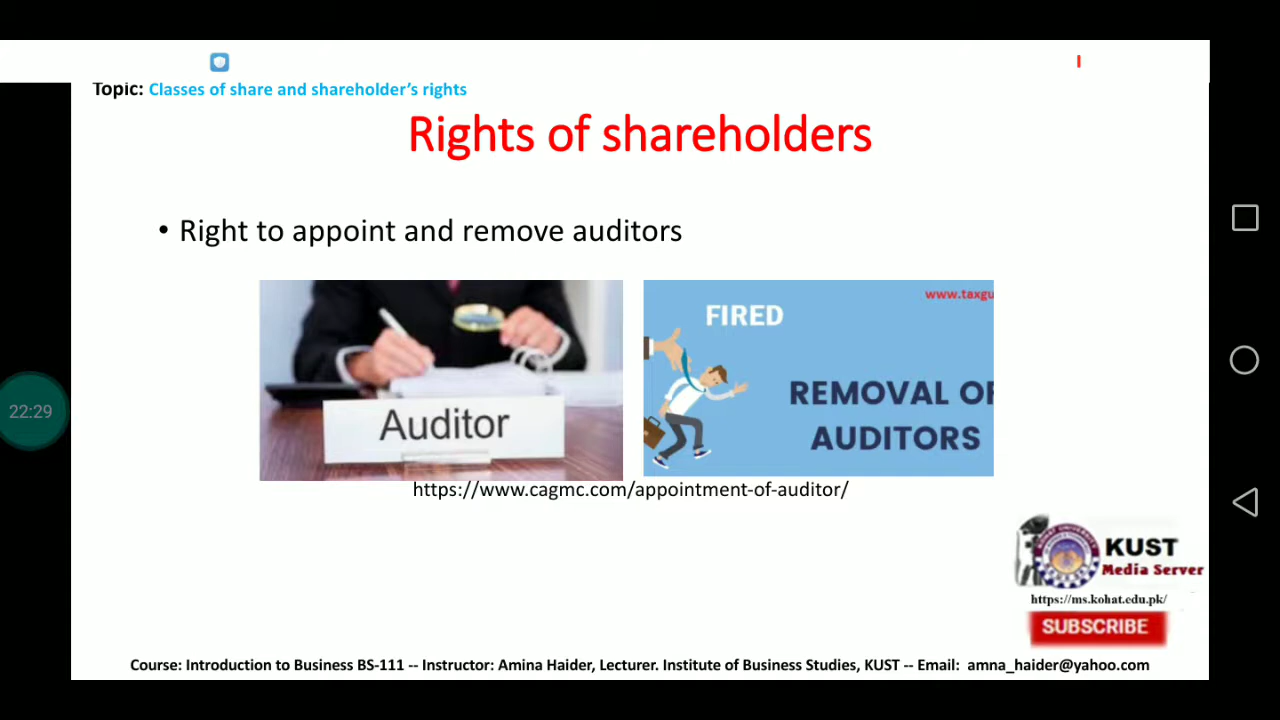 Topic: Classes of share and shareholder's rights
Rights of shareholders
• Right to appoint and remove auditors
www.taxgu
FIRED
REMOVAL OF
AUDITORS
Auditor
https://www.cagmc.com/appointment-of-auditor/
22:29
KUST
Media Server
https://ms.kohat.edu.pk/
SUBSCRIBE
Course: Introduction to Business BS-111 -- Instructor: Amina Haider, Lecturer. Institute of Business Studies, KUST -- Email: amna_haider@yahoo.com